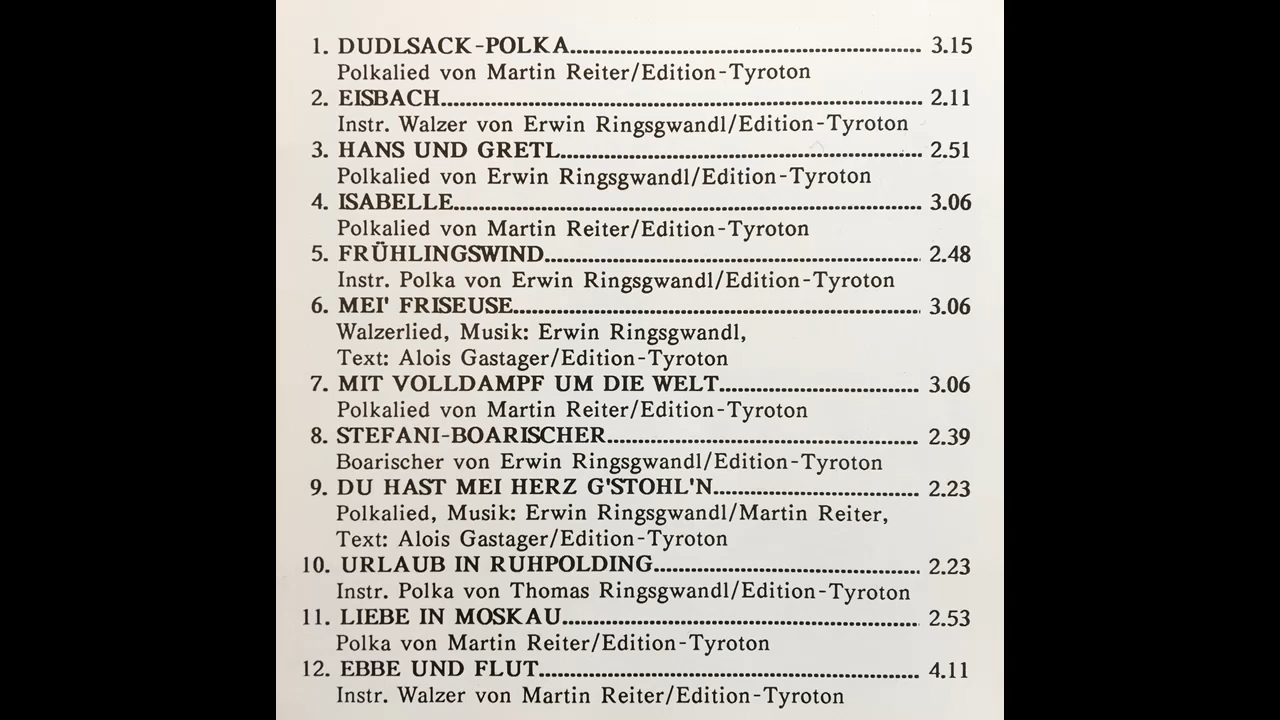 1. DUDLSACK-POLKA........................................ 3.15
Polkalied von Martin Reiter/Edition-Tyroton
2. EISBACH........................................ 2.11
Instr. Walzer von Erwin Ringsgwandl/Edition-Tyroton
3. HANS UND GRETL........................................ 2.51
Polkalied von Erwin Ringsgwandl/Edition-Tyroton
4. ISABELLE........................................ 3.06
Polkalied von Martin Reiter/Edition-Tyroton
5. FRÜHLINGSWIND........................................ 2.48
Instr. Polka von Erwin Ringsgwandl/Edition-Tyroton
6. MEI' FRISEUSE........................................ 3.06
Walzerlied, Musik: Erwin Ringsgwandl,
Text: Alois Gastager/Edition-Tyroton
7. MIT VOLLDAMPF UM DIE WELT........................................ 3.06
Polkalied von Martin Reiter/Edition-Tyroton
8. STEFANI-BOARISCHER........................................ 2.39
Boarischer von Erwin Ringsgwandl/Edition-Tyroton
9. DU HAST MEI HERZ G'STOHL'N........................................ 2.23
Polkalied, Musik: Erwin Ringsgwandl/Martin Reiter,
Text: Alois Gastager/Edition-Tyroton
10. URLAUB IN RUHPOLDING........................................ 2.23
Instr. Polka von Thomas Ringsgwandl/Edition-Tyroton
11. LIEBE IN MOSKAU........................................ 2.53
Polka von Martin Reiter/Edition-Tyroton
12. EBBE UND FLUT........................................ 4.11
Instr. Walzer von Martin Reiter/Edition-Tyroton